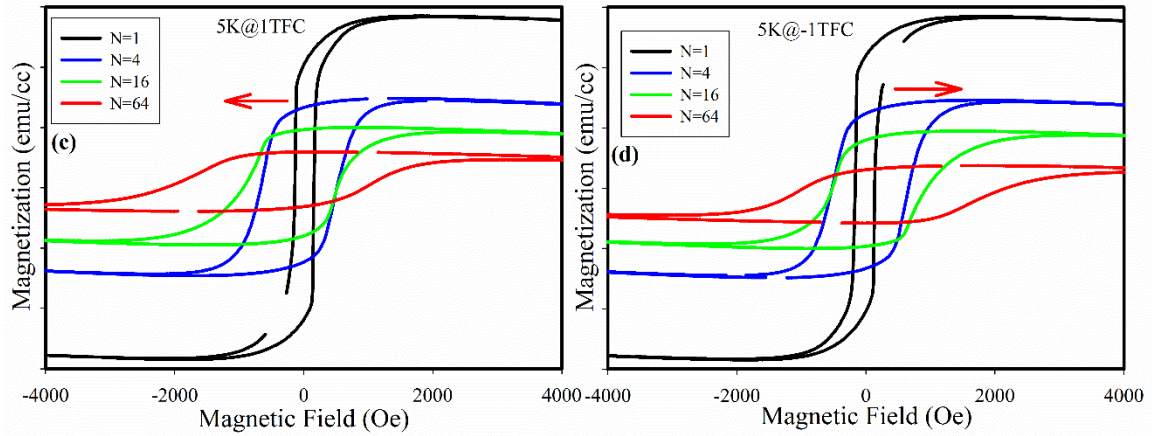 5K@1TFC
N=1
N=4
N=16
N=64
(c)
Magnetization (emu/cc)
-4000 -2000 0 2000 4000
Magnetic Field (Oe)
5K@-1TFC
N=1
N=4
N=16
N=64
(d)
Magnetization (emu/cc)
-4000 -2000 0 2000 4000
Magnetic Field (Oe)